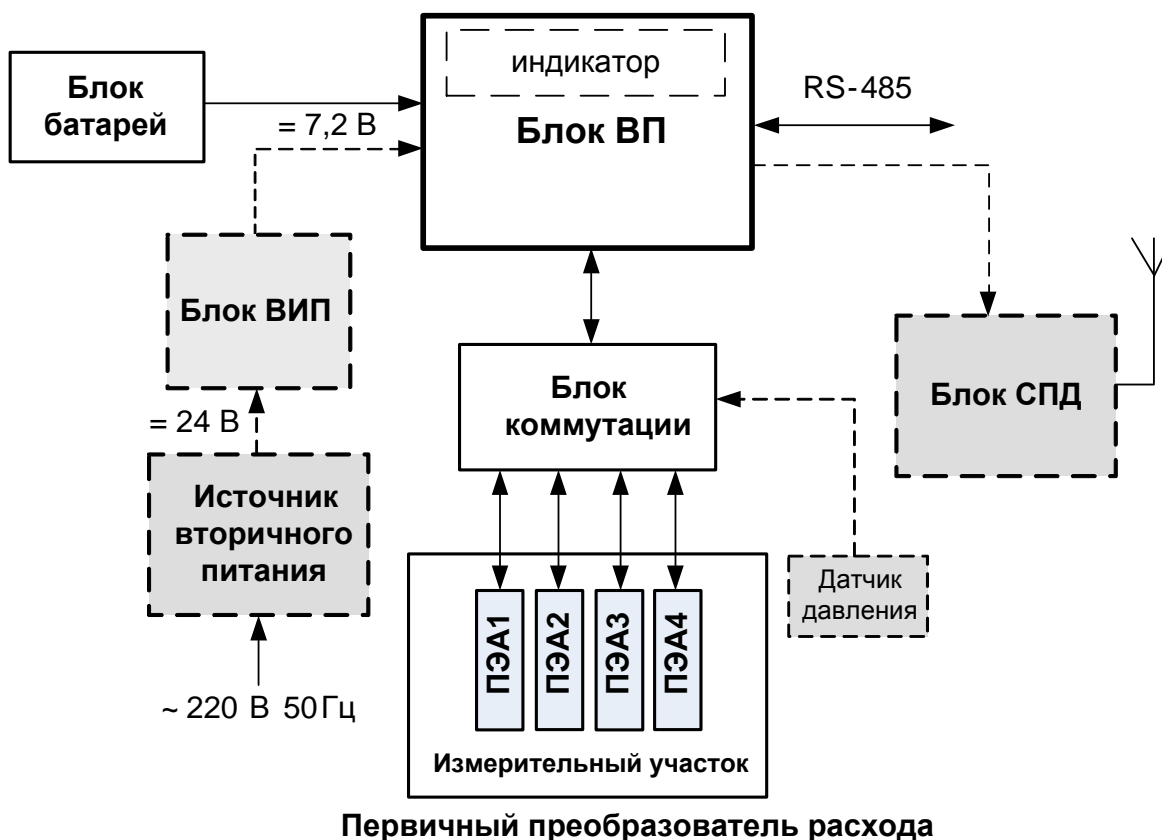 индикатор
Блок ВП
Блок
батарей
= 7,2 В
RS-485
Блок ВИП
= 24 В
Источник
вторичного
питания
~ 220 В 50 Гц
Блок
коммутации
Блок СПД
Датчик
давления
ПЭА1
ПЭА2
ПЭА3
ПЭА4
Измерительный участок
Первичный преобразователь расхода